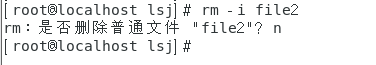 [root@localhost lsj]# rm -i file2
rm：是否删除普通文件 "file2"？n
[root@localhost lsj]#